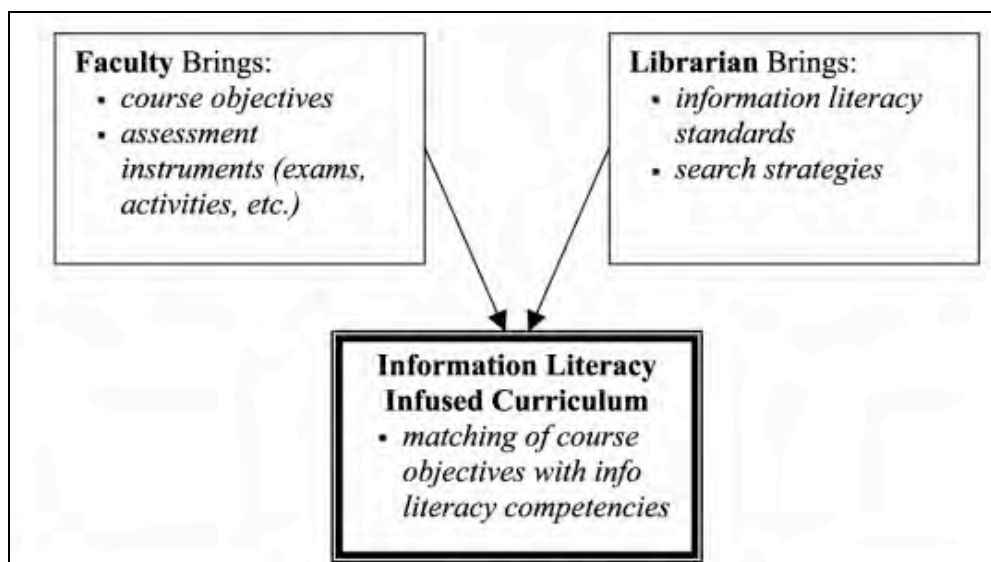 Faculty Brings:
▪ course objectives
▪ assessment
instruments (exams,
activities, etc.)
Librarian Brings:
▪ information literacy
standards
▪ search strategies
Information Literacy
Infused Curriculum
▪ matching of course
objectives with info
literacy competencies